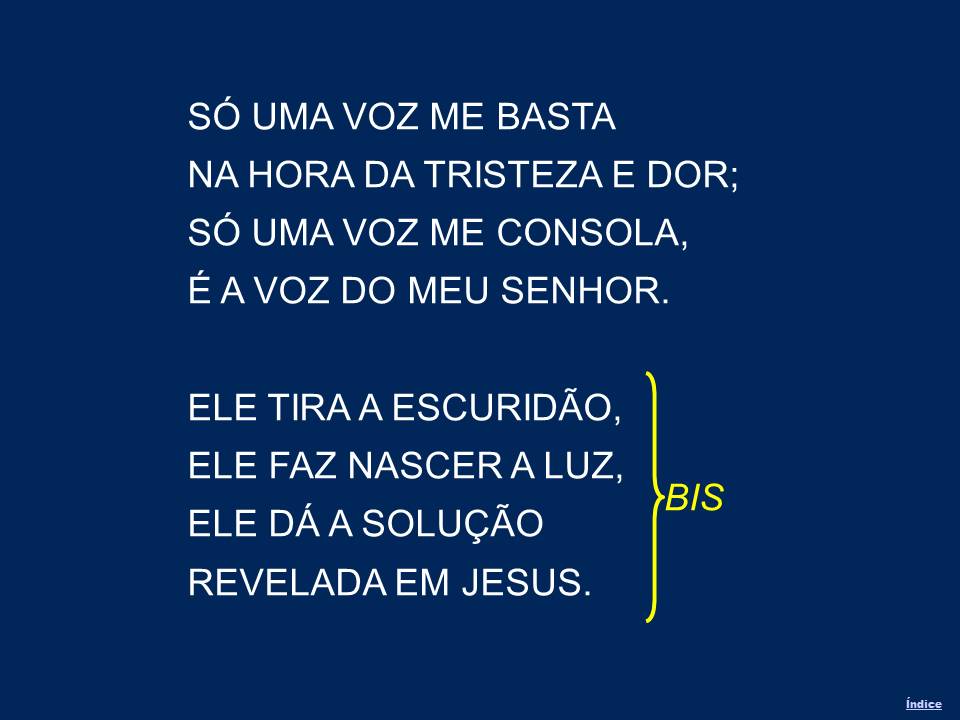 SÓ UMA VOZ ME BASTA
NA HORA DA TRISTEZA E DOR;
SÓ UMA VOZ ME CONSOLA,
É A VOZ DO MEU SENHOR.
ELE TIRA A ESCURIDÃO,
ELE FAZ NASCER A LUZ,
ELE DÁ A SOLUÇÃO
REVELADA EM JESUS.
BIS
Índice